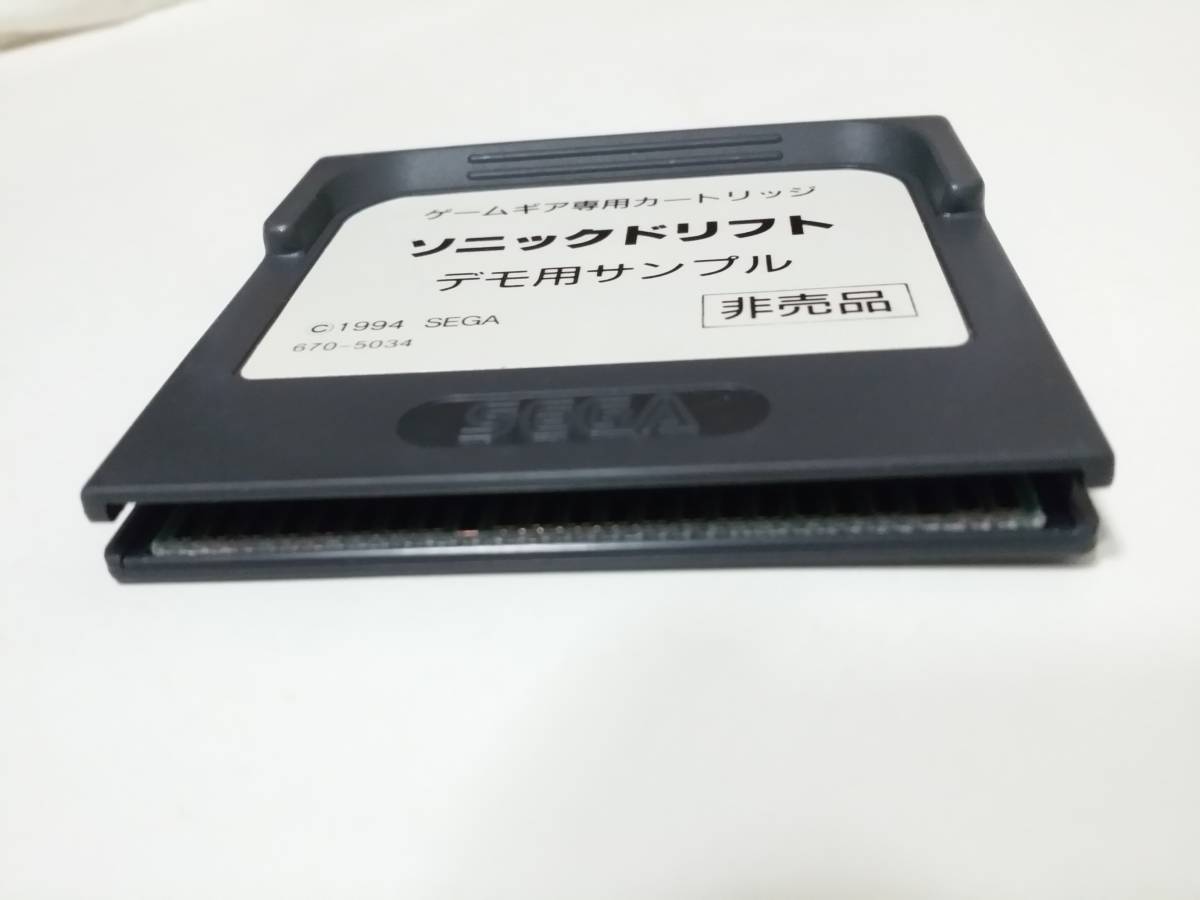 ゲームギア専用カートリッジ
ソニックドリフト
デモ用サンプル
非売品
C)1994 SEGA
670-5034
SEGA